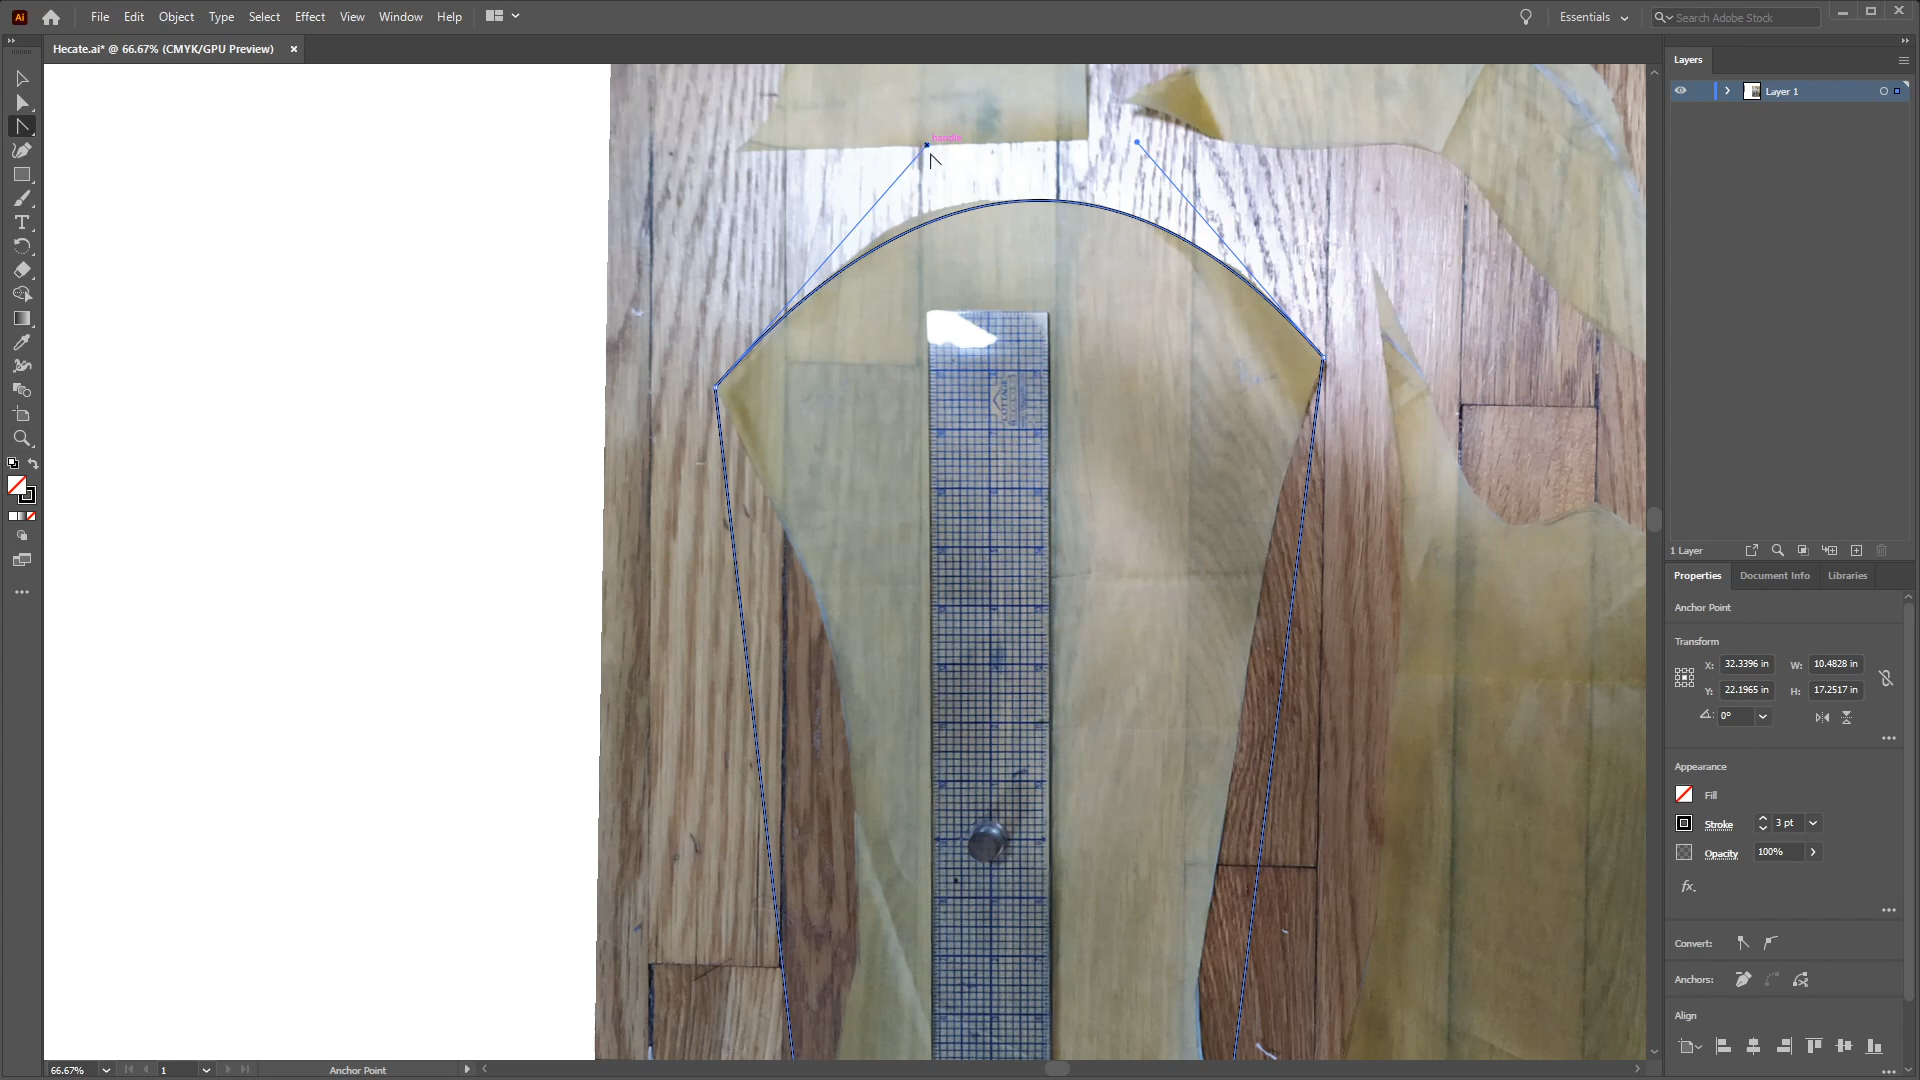 Ai File Edit Object Type Select Effect View Window Help Essentials Search Adobe Stock
Hecate.ai* @ 66.67% (CMYK/GPU Preview) ×
Layers
Layer 1
handle
1 Layer
Properties Document Info Libraries
Anchor Point
Transform
X: 32.3396 in W: 10.4828 in
Y: 22.1965 in H: 17.2517 in
0°
Appearance
Fill
Stroke 3 pt
Opacity 100%
fx.
Convert:
Anchors:
Align
66.67% 1 Anchor Point